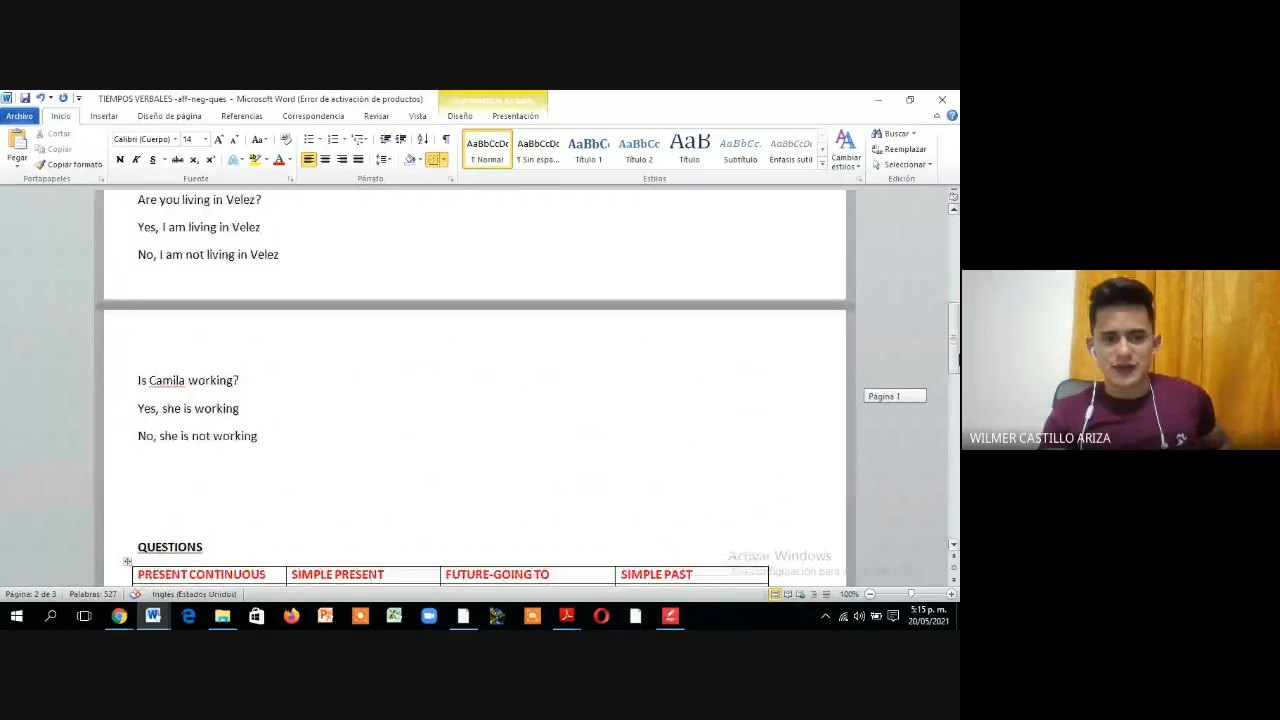 TIEMPOS VERBALES -aff-neg-ques - Microsoft Word (Error de activación de productos)
Archivo Inicio Insertar Diseño de página Referencias Correspondencia Revisar Vista Diseño Presentación
Cortar
Copiar
Copiar formato
Pegar
Calibri (Cuerpo) 14
AaBbCcDc AaBbCcDc AaBbCc AaBbCc AaB AaBbCc. AaBbCcDc
¶ Normal ¶ Sin espa... Título 1 Título 2 Título Subtítulo Énfasis sutil
Cambiar estilos
Buscar
Reemplazar
Seleccionar
Portapapeles Fuente Párrafo Estilos Edición
Are you living in Velez?
Yes, I am living in Velez
No, I am not living in Velez
Is Camila working?
Yes, she is working
No, she is not working
Página 1
WILMER CASTILLO ARIZA
QUESTIONS
PRESENT CONTINUOUS SIMPLE PRESENT FUTURE-GOING TO SIMPLE PAST
Activar Windows
Página: 2 de 3 Palabras: 527 Inglés (Estados Unidos) 100%
5:15 p. m.
20/05/2021